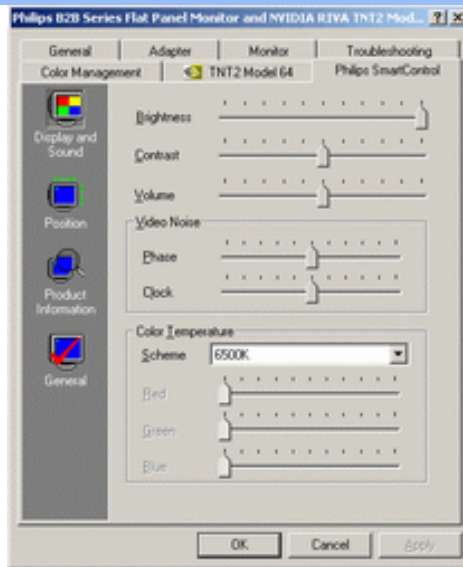 Philips B2B Series Flat Panel Monitor and NVIDIA RIVA TNT2 Mod...
General Adapter Monitor Troubleshooting
Color Management TNT2 Model 64 Philips SmartControl
Display and
Sound
Position
Product
Information
General
Brightness
Contrast
Volume
Video Noise
Phase
Clock
Color Temperature
Scheme 6500K
Red
Green
Blue
OK Cancel Apply